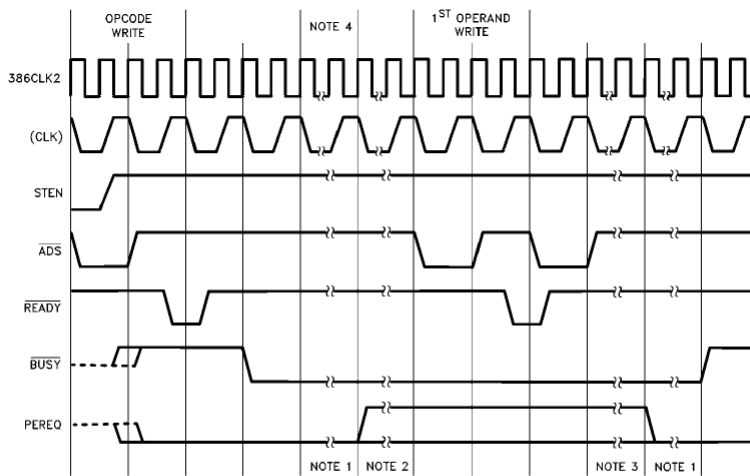 OPCODE
WRITE
NOTE 4
1ST OPERAND
WRITE
386CLK2
(CLK)
STEN
ADS
READY
BUSY
PEREQ
NOTE 1
NOTE 2
NOTE 3
NOTE 1